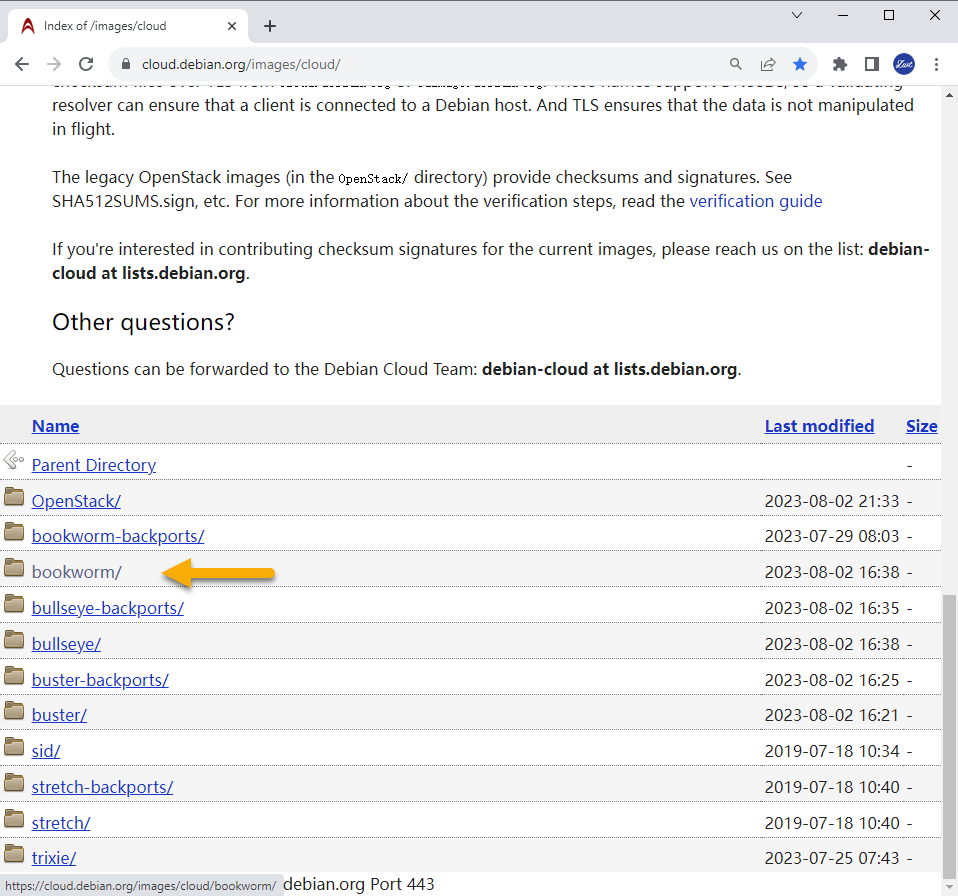 Index of /images/cloud
cloud.debian.org/images/cloud/
resolver can ensure that a client is connected to a Debian host. And TLS ensures that the data is not manipulated
in flight.
The legacy OpenStack images (in the OpenStack/ directory) provide checksums and signatures. See
SHA512SUMS.sign, etc. For more information about the verification steps, read the verification guide
If you're interested in contributing checksum signatures for the current images, please reach us on the list: debian-
cloud at lists.debian.org.
Other questions?
Questions can be forwarded to the Debian Cloud Team: debian-cloud at lists.debian.org.
Name Last modified Size
Parent Directory -
OpenStack/ 2023-08-02 21:33 -
bookworm-backports/ 2023-07-29 08:03 -
bookworm/ 2023-08-02 16:38 -
bullseye-backports/ 2023-08-02 16:35 -
bullseye/ 2023-08-02 16:38 -
buster-backports/ 2023-08-02 16:25 -
buster/ 2023-08-02 16:21 -
sid/ 2019-07-18 10:34 -
stretch-backports/ 2019-07-18 10:40 -
stretch/ 2019-07-18 10:40 -
trixie/ 2023-07-25 07:43 -
https://cloud.debian.org/images/cloud/bookworm/ debian.org Port 443